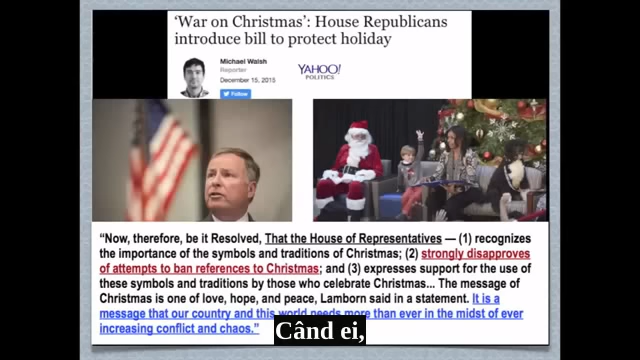 ‘War on Christmas’: House Republicans
introduce bill to protect holiday
Michael Walsh
Reporter
December 15, 2015
Follow
YAHOO!
POLITICS
“Now, therefore, be it Resolved, That the House of Representatives — (1) recognizes
the importance of the symbols and traditions of Christmas; (2) strongly disapproves
of attempts to ban references to Christmas; and (3) expresses support for the use of
these symbols and traditions by those who celebrate Christmas... The message of
Christmas is one of love, hope, and peace, Lamborn said in a statement. It is a
message that our country and this world needs more than ever in the midst of ever
increasing conflict and chaos.”
Când ei,